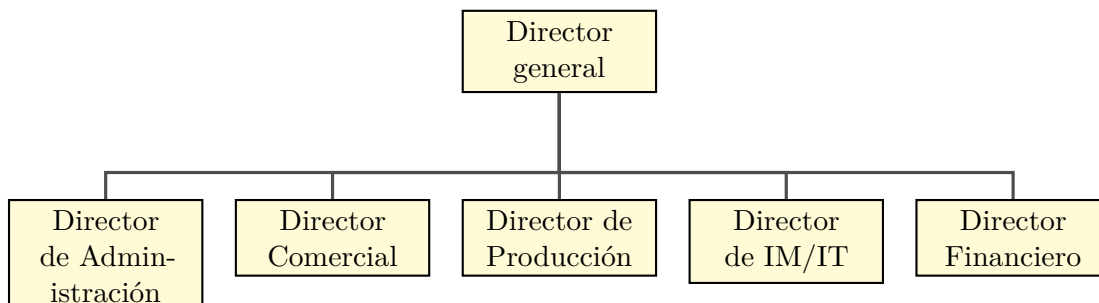 Director
general
Director
de Admin-
istración
Director
Comercial
Director de
Producción
Director
de IM/IT
Director
Financiero